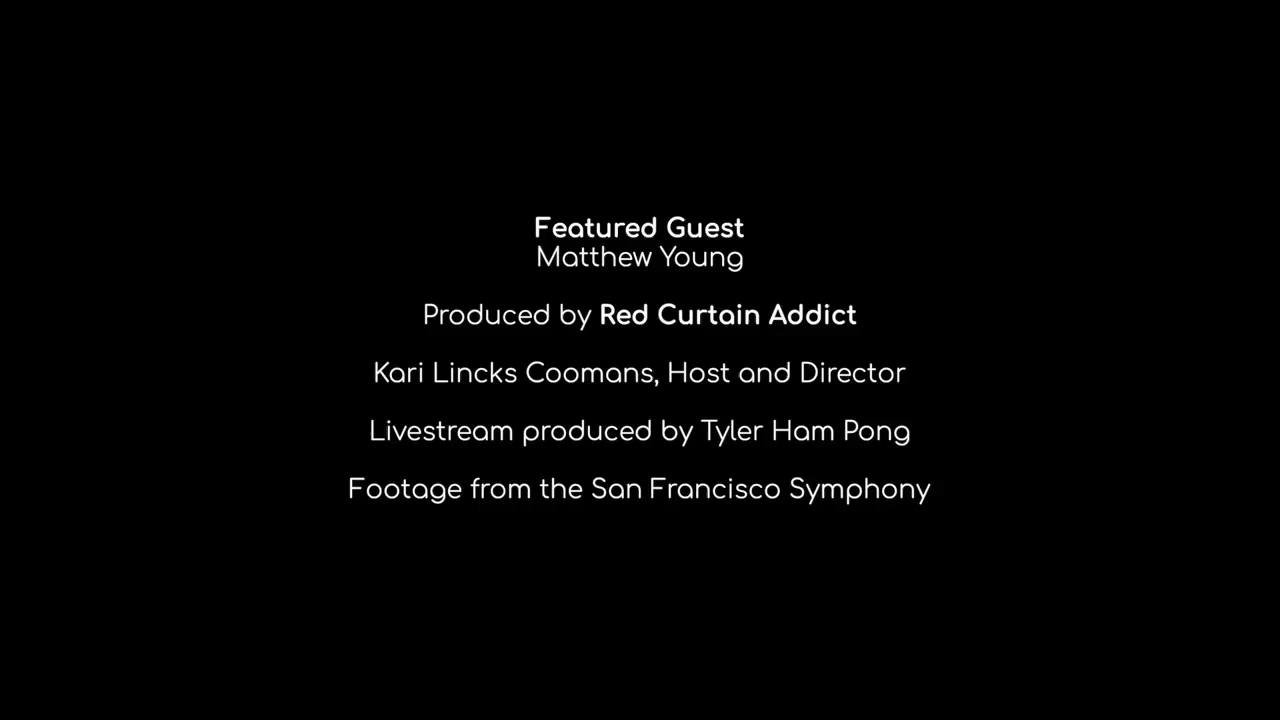 Featured Guest
Matthew Young
Produced by Red Curtain Addict
Kari Lincks Coomans, Host and Director
Livestream produced by Tyler Ham Pong
Footage from the San Francisco Symphony